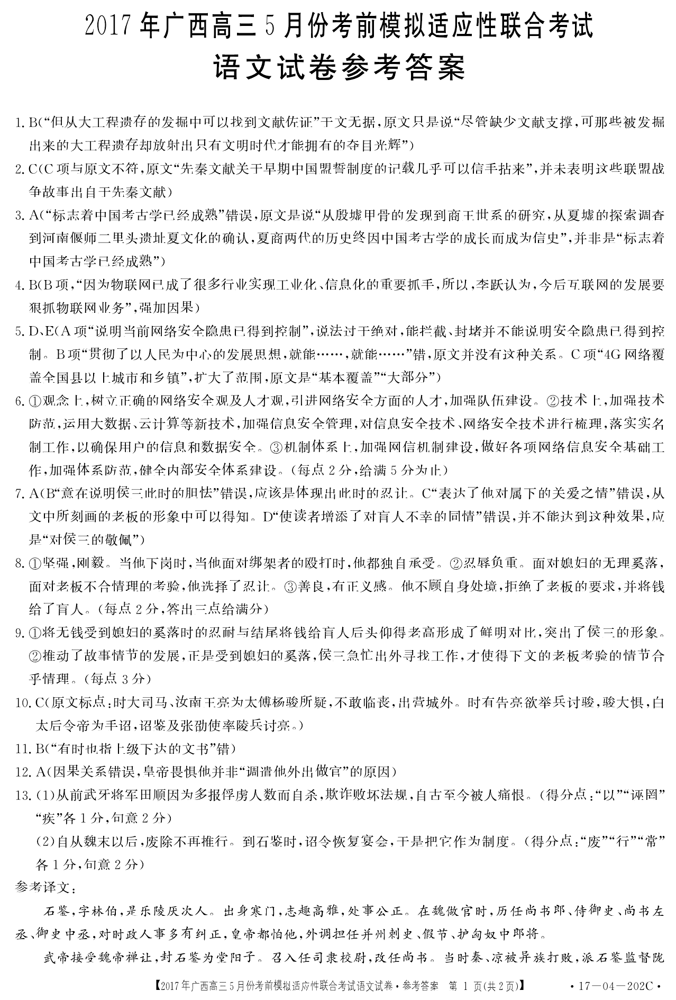 2017 年广西高三 5 月份考前模拟适应性联合考试
语文试卷参考答案
1. B(“但从大工程遗存的发掘中可以找到文献佐证”于文无据,原文只是说“尽管缺少文献支撑,可那些被发掘
出来的大工程遗存却放射出只有文明时代才能拥有的夺目光辉”)
2. C(C 项与原文不符,原文“先秦文献关于早期中国盟誓制度的记载几乎可以信手拈来”,并未表明这些联盟战
争故事出自于先秦文献)
3. A(“标志着中国考古学已经成熟”错误,原文是说“从殷墟甲骨的发现到商王世系的研究,从夏墟的探索调查
到河南偃师二里头遗址夏文化的确认,夏商两代的历史终因中国考古学的成长而成为信史”,并非是“标志着
中国考古学已经成熟”)
4. B(B 项,“因为物联网已成了很多行业实现工业化、信息化的重要抓手,所以,李跃认为,今后互联网的发展要
狠抓物联网业务”,强加因果)
5. D、E(A 项“说明当前网络安全隐患已得到控制”,说法过于绝对,能拦截、封堵并不能说明安全隐患已得到控
制。B 项“贯彻了以人民为中心的发展思想,就能……,就能……”错,原文并没有这种关系。C 项“4G 网络覆
盖全国县以上城市和乡镇”,扩大了范围,原文是“基本覆盖”“大部分”)
6. ①观念上,树立正确的网络安全观及人才观,引进网络安全方面的人才,加强队伍建设。②技术上,加强技术
防范,运用大数据、云计算等新技术,加强信息安全管理,对信息安全技术、网络安全技术进行梳理,落实实名
制工作,以确保用户的信息和数据安全。③机制体系上,加强网信机制建设,做好各项网络信息安全基础工
作,加强体系防范,健全内部安全体系建设。(每点 2 分,给满 5 分为止)
7. A(B“意在说明侯三此时的胆怯”错误,应该是体现出此时的忍让。C“表达了他对属下的关爱之情”错误,从
文中所刻画的老板的形象中可以得知。D“使读者增添了对盲人不幸的同情”错误,并不能达到这种效果,应
是“对侯三的敬佩”)
8. ①坚强,刚毅。当他下岗时,当他面对绑架者的殴打时,他都独自承受。②忍辱负重。面对媳妇的无理奚落,
面对老板不合情理的考验,他选择了忍让。③善良,有正义感。他不顾自身处境,拒绝了老板的要求,并将钱
给了盲人。(每点 2 分,答出三点给满分)
9. ①将无钱受到媳妇的奚落时的忍耐与结尾将钱给盲人后头仰得老高形成了鲜明对比,突出了侯三的形象。
②推动了故事情节的发展,正是受到媳妇的奚落,侯三急忙出外寻找工作,才使得下文的老板考验的情节合
乎情理。(每点 3 分)
10. C(原文标点:时大司马、汝南王亮为太傅杨骏所疑,不敢临丧,出营城外。时有告亮欲举兵讨骏,骏大惧,白
太后令帝为手诏,诏鉴及张劭使率陵兵讨亮。)
11. B(“有时也指上级下达的文书”错)
12. A(因果关系错误,皇帝畏惧他并非“调遣他外出做官”的原因)
13. (1)从前武牙将军田顺因为多报俘虏人数而自杀,欺诈败坏法规,自古至今被人痛恨。(得分点:“以”“诬罔”
“疾”各 1 分,句意 2 分)
(2)自从魏末以后,废除不再推行。到石鉴时,诏令恢复宴会,于是把它作为制度。(得分点:“废”“行”“常”
各 1 分,句意 2 分)
参考译文:
石鉴,字林伯,是乐陵厌次人。出身寒门,志趣高雅,处事公正。在魏做官时,历任尚书郎、侍御史、尚书左
丞、御史中丞,对时政人事多有纠正,皇帝都怕他,外调担任并州刺史、假节、护匈奴中郎将。
武帝接受魏帝禅让,封石鉴为堂阳子。召入任司隶校尉,改任尚书。当时秦、凉被异族打败,派石鉴监督陇
【2017 年广西高三 5 月份考前模拟适应性联合考试语文试卷·参考答案　第 1 页(共 2 页)】　·17－04－202C·